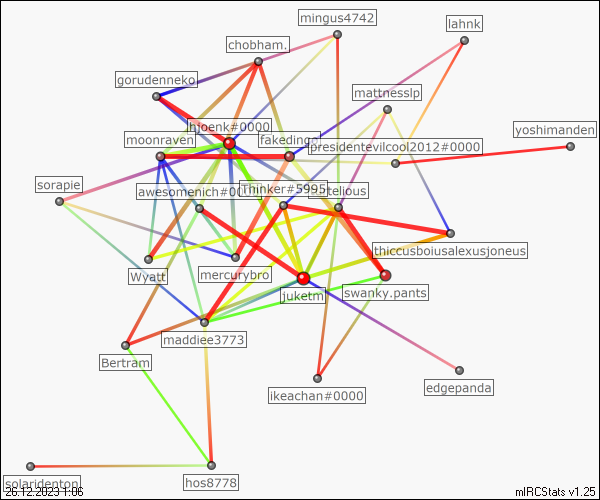 mingus4742
lahnk
chobham.
gorudenneko
mattnesslp
hjoenk#0000
yoshimanden
moonraven
fakeding
presidentevilcool2012#0000
sorapie
awesomenich#00
Thinker#5995
telious
thiccusboiusalexusjoneus
Wyatt
mercurybro
juketm
swanky.pants
maddiee3773
Bertram
ikeachan#0000
edgepanda
solaridenton
hos8778
26.12.2023 1:06
mIRCStats v1.25